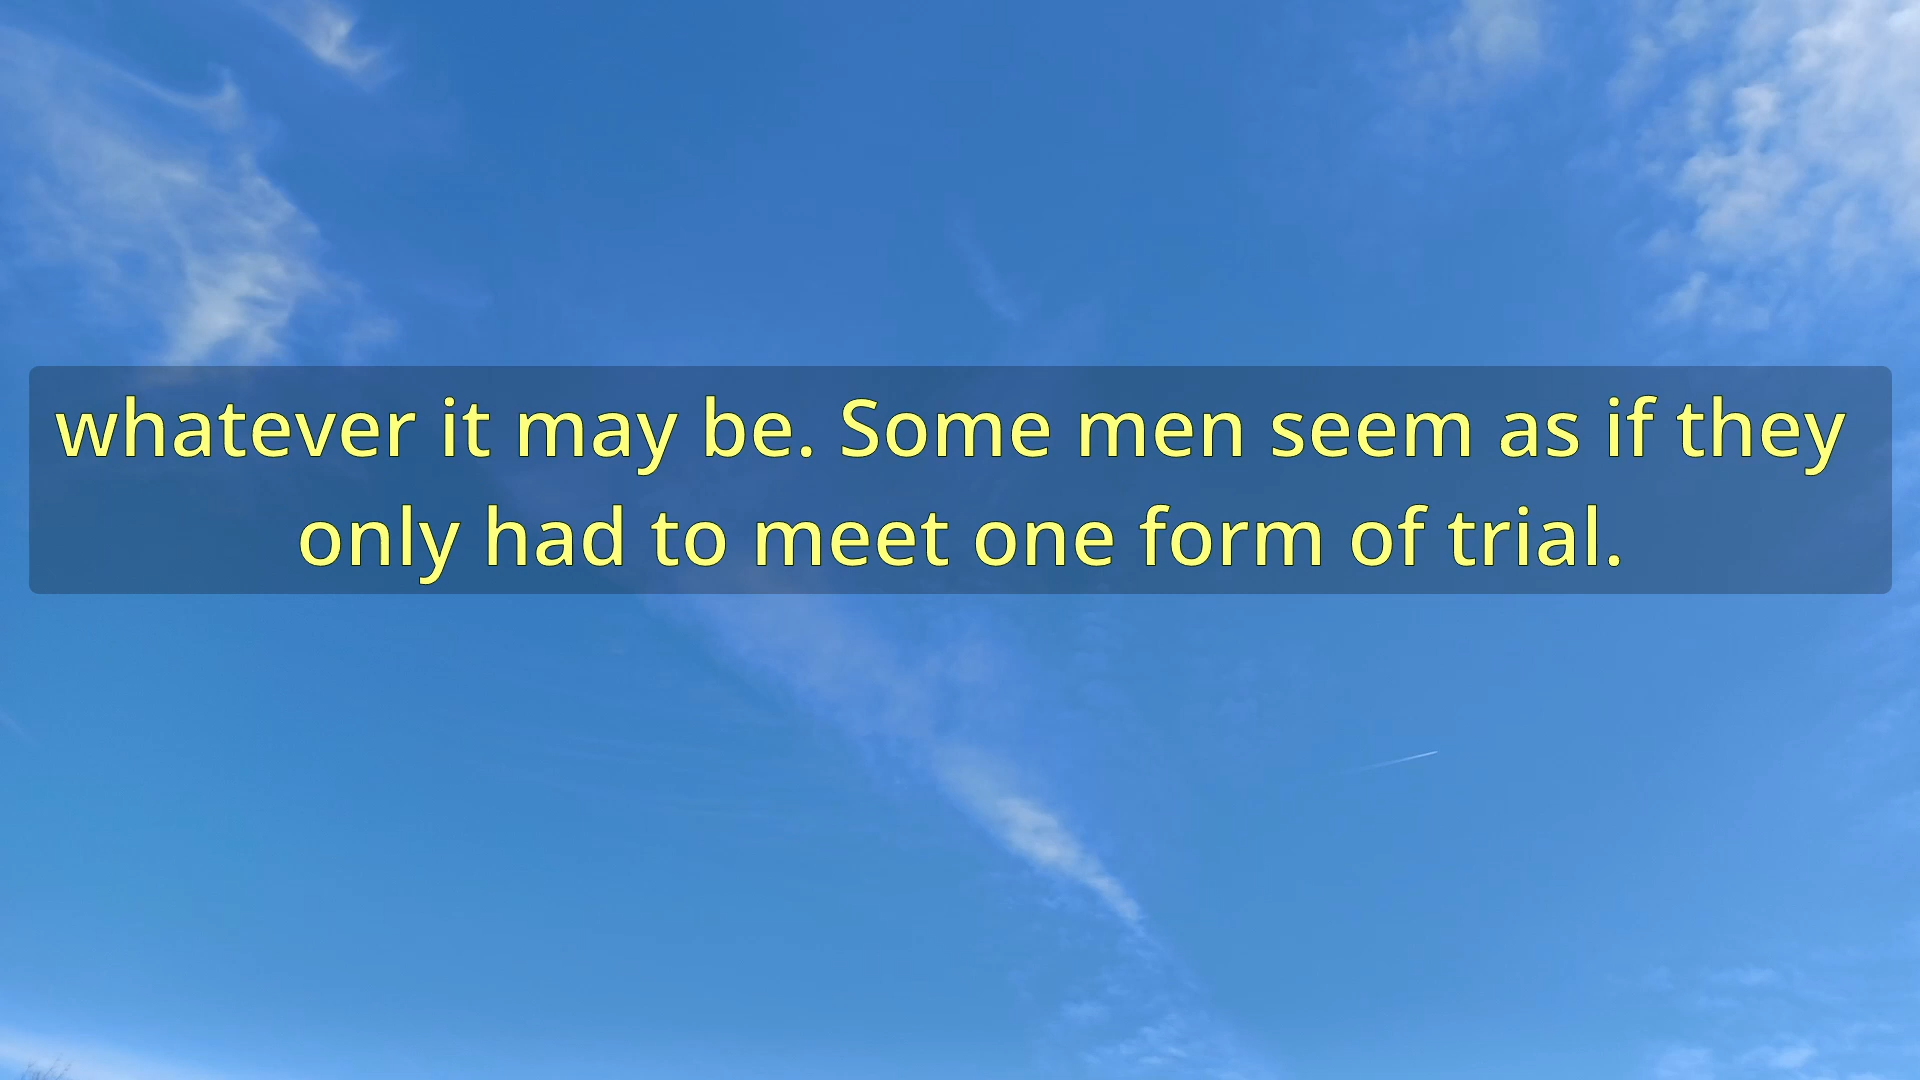 whatever it may be. Some men seem as if they
only had to meet one form of trial.